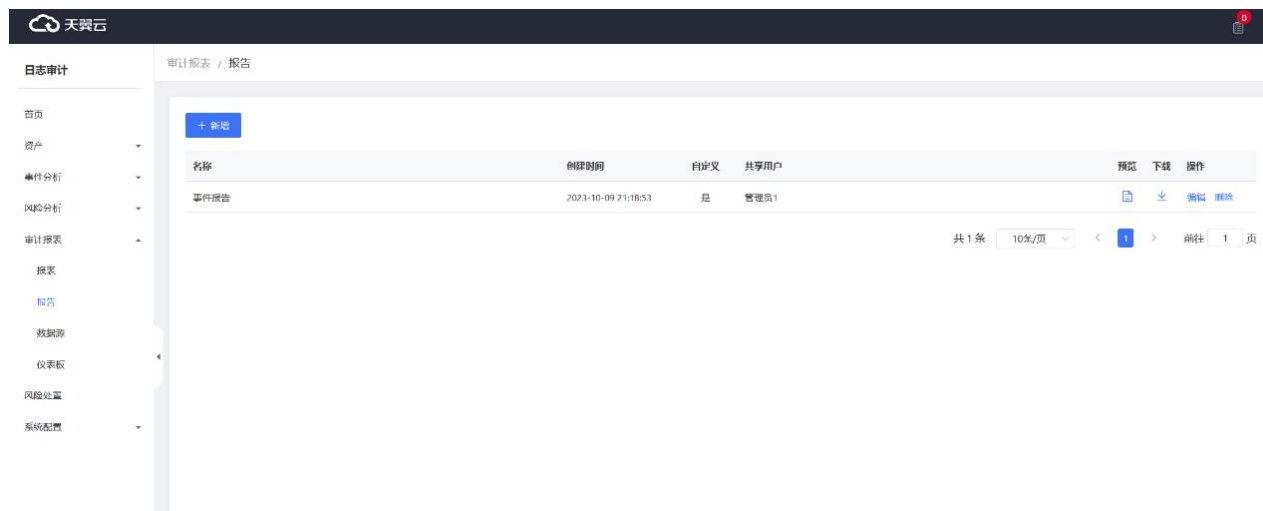 天翼云
0
日志审计
审计报表 / 报告
首页
资产
事件分析
风险分析
审计报表
报表
报告
数据源
仪表板
风险处置
系统配置
+ 新增
名称 创建时间 自定义 共享用户 预览 下载 操作
事件报告 2023-10-09 21:18:53 是 管理员1 编辑 删除
共 1 条 10条/页 1 前往 1 页